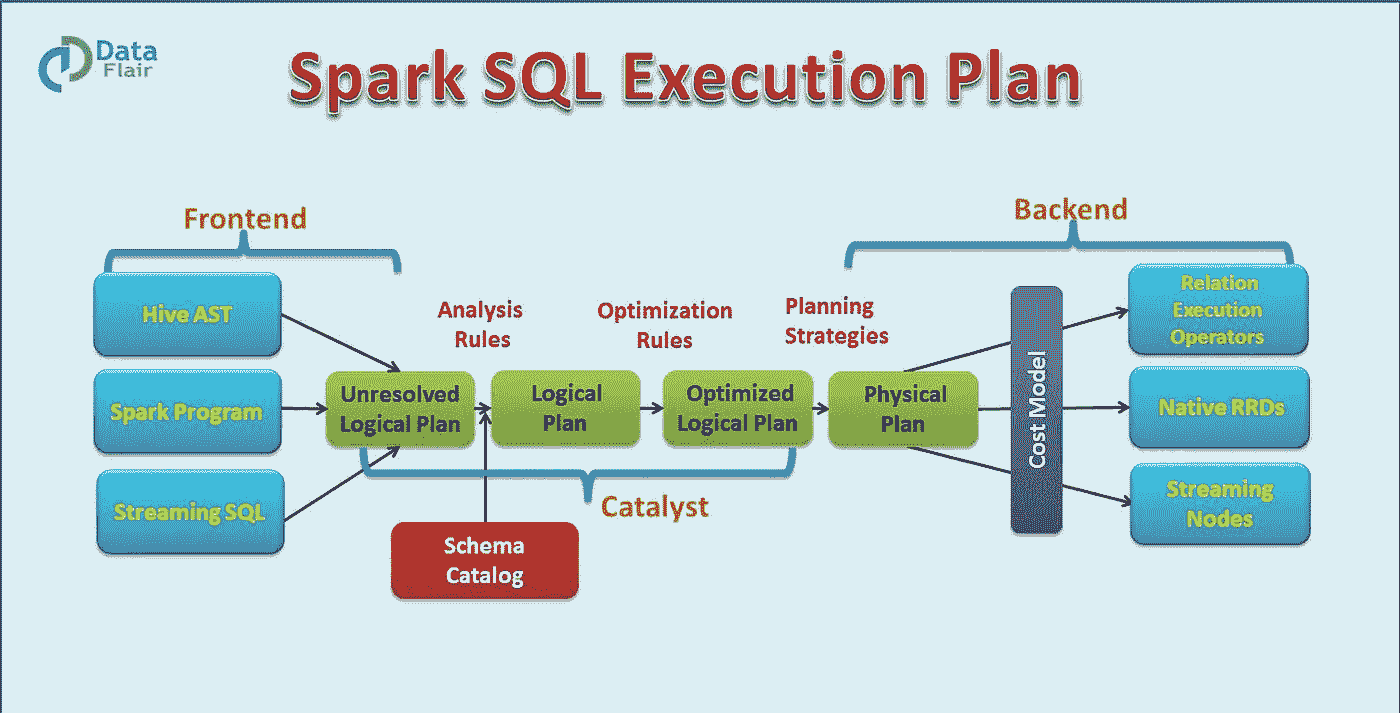 Data
Flair
Spark SQL Execution Plan
Frontend
Backend
Hive AST
Analysis
Rules
Optimization
Rules
Planning
Strategies
Relation
Execution
Operators
Spark Program
Unresolved
Logical Plan
Logical
Plan
Optimized
Logical Plan
Physical
Plan
Cost Model
Native RRDs
Streaming SQL
Catalyst
Streaming
Nodes
Schema
Catalog